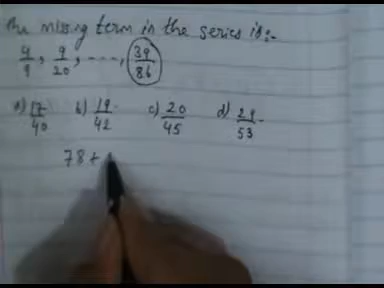 The missing term in the series is:-
4/9, 9/20, ...., 39/86
a) 17/40 b) 19/42 c) 20/45 d) 29/53
78+